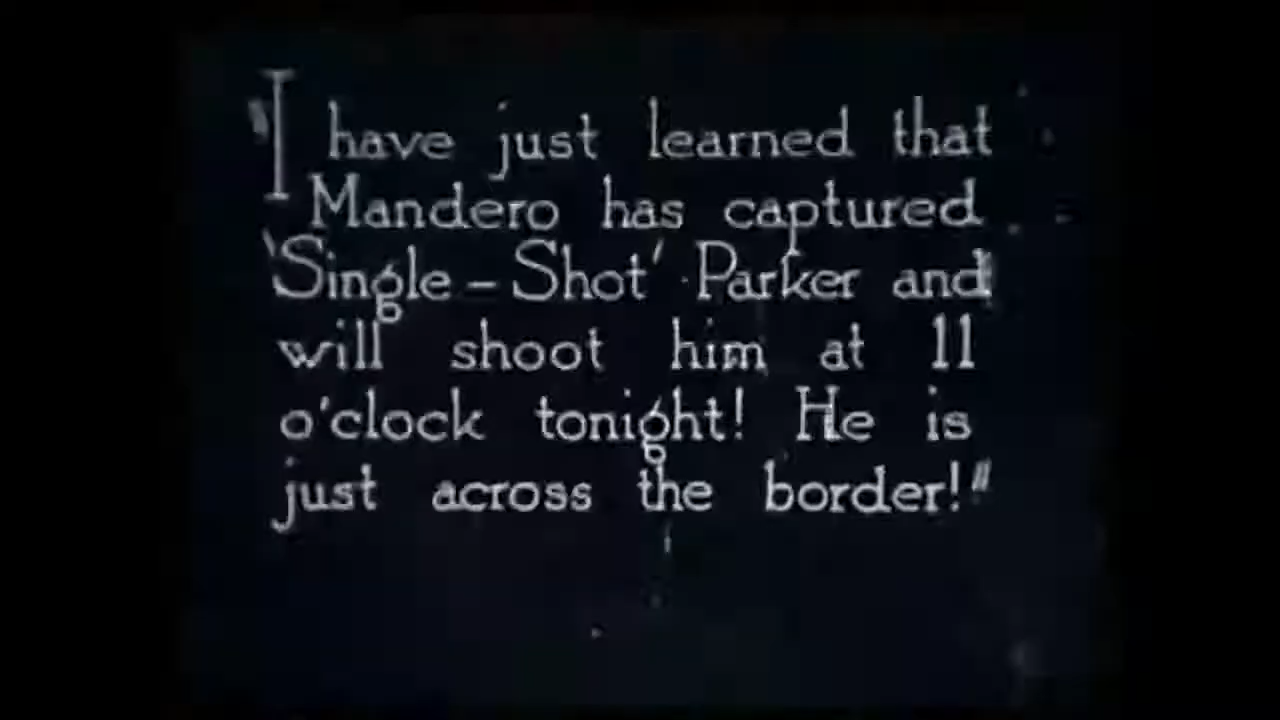 "I have just learned that
Mandero has captured
'Single-Shot' Parker and
will shoot him at 11
o'clock tonight! He is
just across the border!"